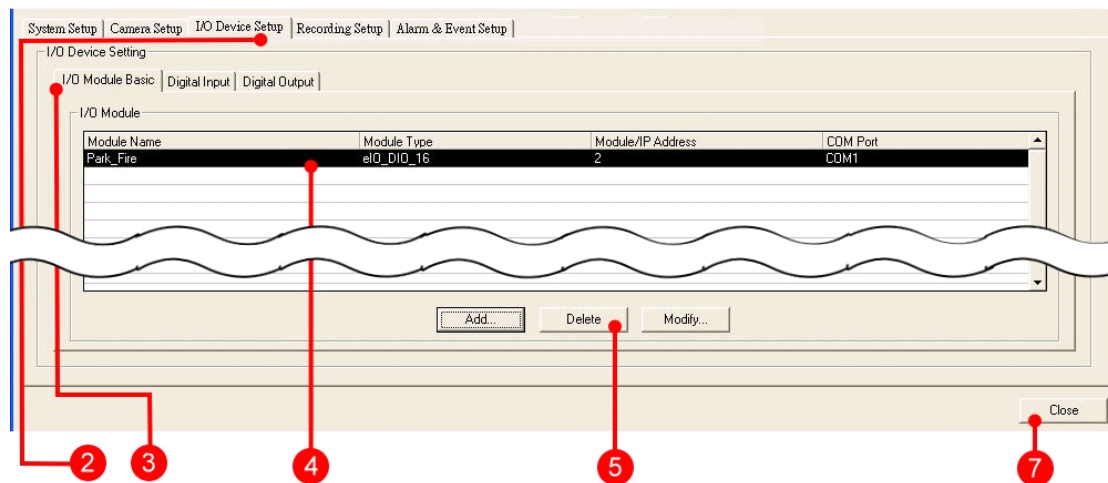 System Setup Camera Setup I/O Device Setup Recording Setup Alarm & Event Setup
I/O Device Setting
I/O Module Basic Digital Input Digital Output
I/O Module
Module Name Module Type Module/IP Address COM Port
Park_Fire eIO_DIO_16 2 COM1
Add... Delete Modify...
Close
2 3 4 5 7